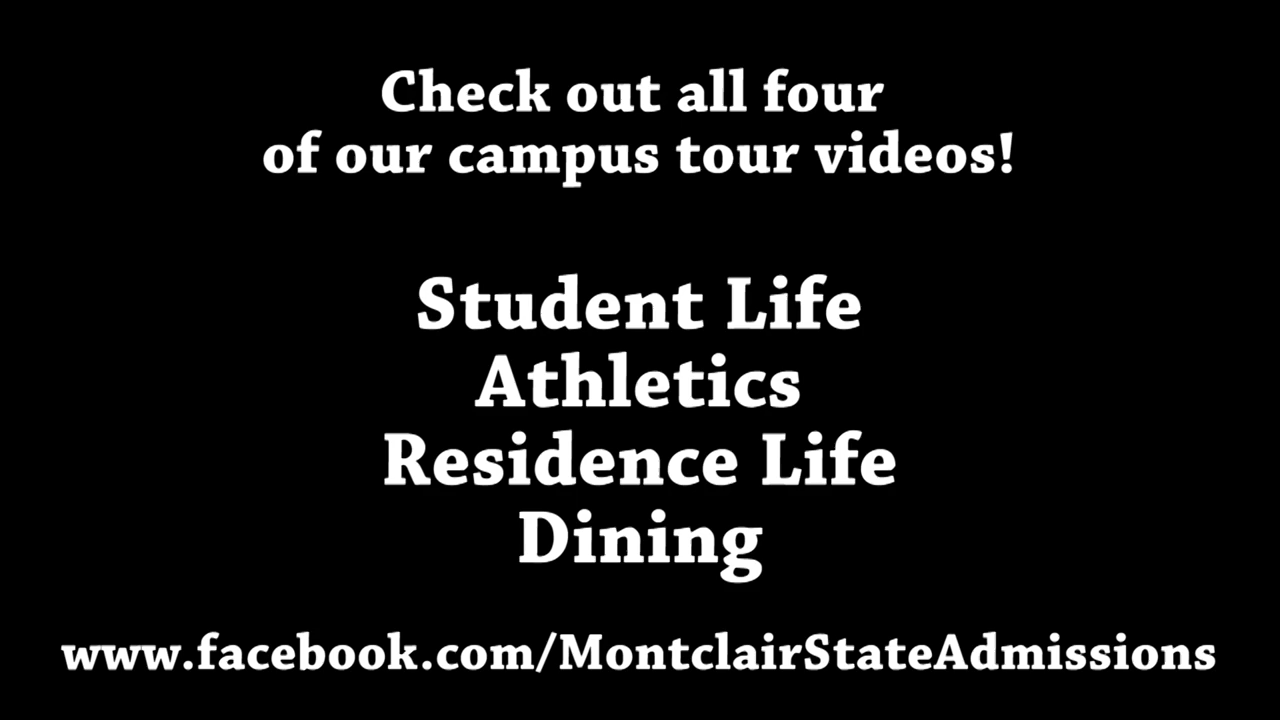 Check out all four
of our campus tour videos!
Student Life
Athletics
Residence Life
Dining
www.facebook.com/MontclairStateAdmissions